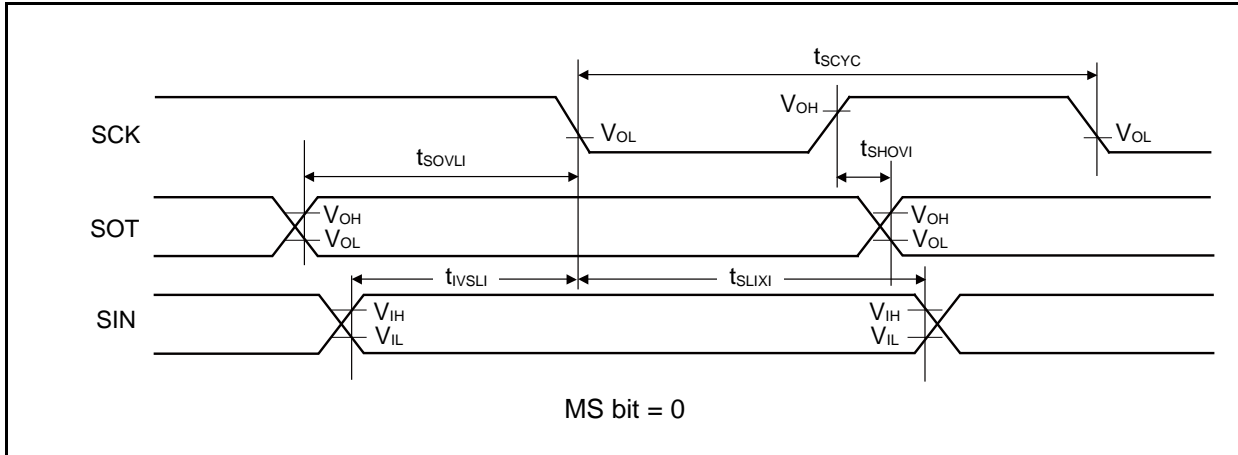 tSCYC
SCK
VOL
VOH
VOL
tSOVLI
tSHOVI
SOT
VOH
VOL
VOH
VOL
tIVSLI
tSLIXI
SIN
VIH
VIL
VIH
VIL
MS bit = 0